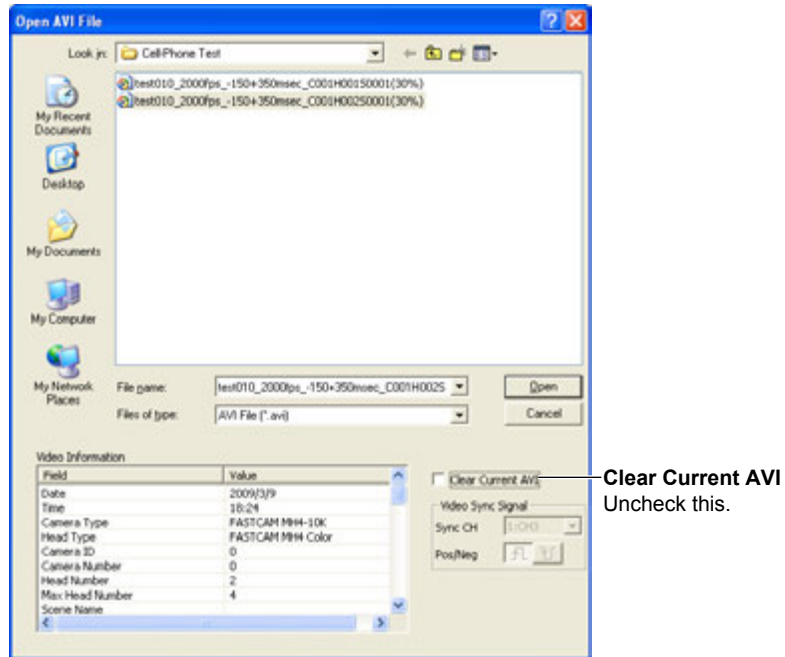 Open AVI File
Look in:
Cell-Phone Test
test010_2000fps_-150+350msec_C001H001S0001(30%)
test010_2000fps_-150+350msec_C001H002S0001(30%)
My Recent Documents
Desktop
My Documents
My Computer
My Network Places
File name:
test010_2000fps_-150+350msec_C001H002S
Open
Files of type:
AVI File (*.avi)
Cancel
Video Information
Field Value
Date 2009/3/9
Time 18:24
Camera Type FASTCAM MH4-10K
Head Type FASTCAM MH4 Color
Camera ID 0
Camera Number 0
Head Number 2
Max Head Number 4
Scene Name
Clear Current AVI
Video Sync Signal
Sync CH 1:CH1
Pos/Neg
Clear Current AVI
Uncheck this.